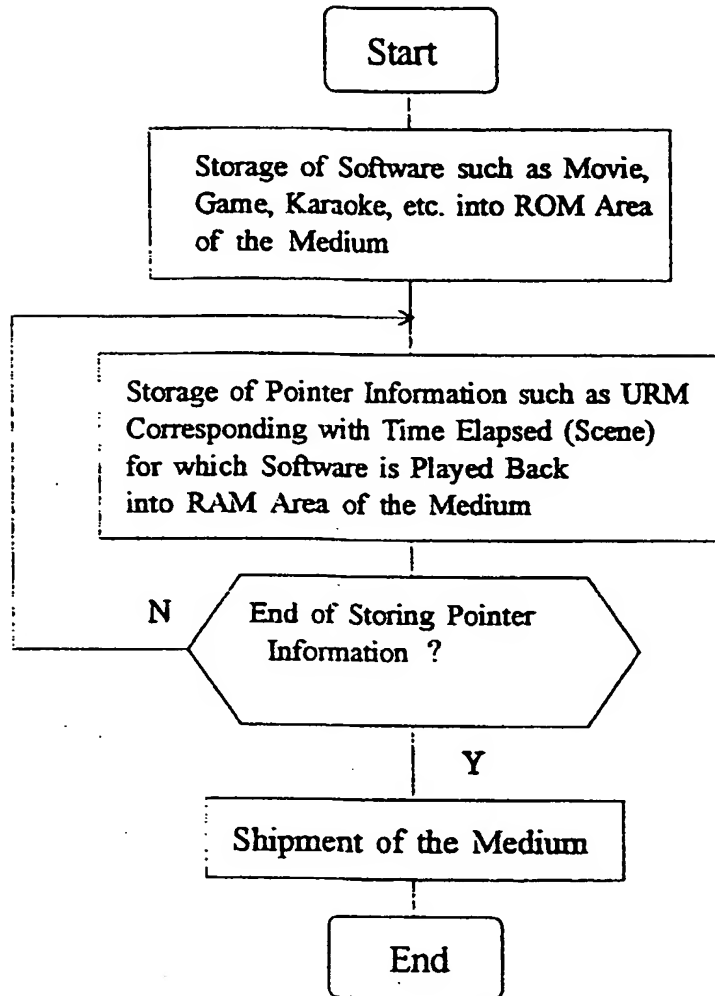 Start
Storage of Software such as Movie,
Game, Karaoke, etc. into ROM Area
of the Medium
Storage of Pointer Information such as URM
Corresponding with Time Elapsed (Scene)
for which Software is Played Back
into RAM Area of the Medium
N
End of Storing Pointer
Information ?
Y
Shipment of the Medium
End